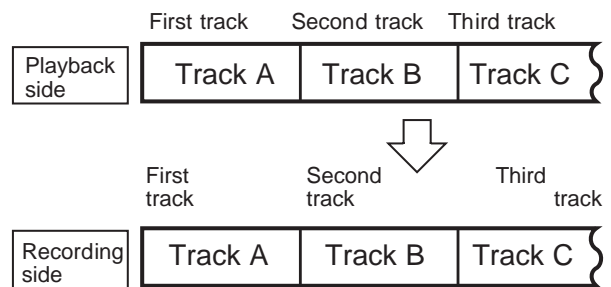 First track Second track Third track
Playback
side
Track A Track B Track C
First
track
Second
track
Third
track
Recording
side
Track A Track B Track C